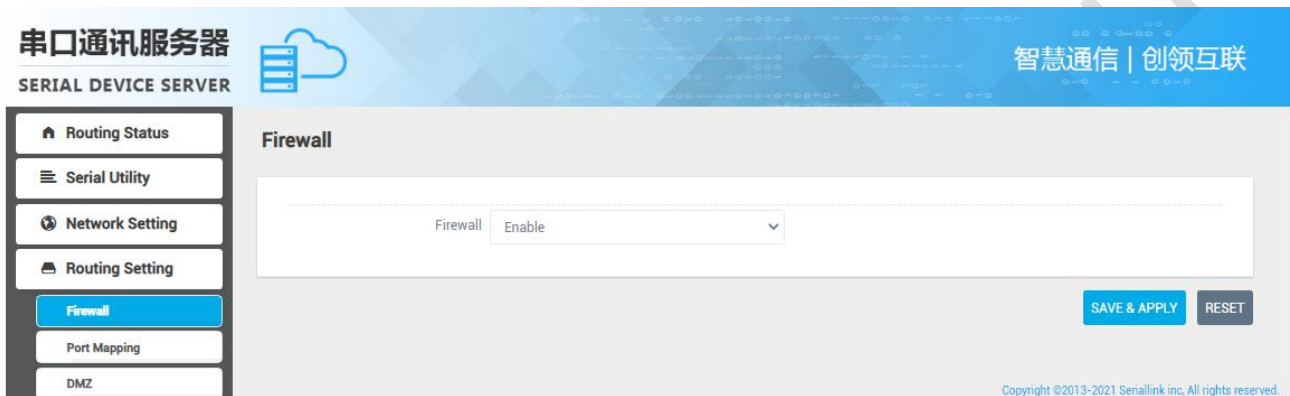 串口通讯服务器
SERIAL DEVICE SERVER
智慧通信 | 创领互联
Routing Status
Serial Utility
Network Setting
Routing Setting
Firewall
Port Mapping
DMZ
Firewall
Firewall
Enable
SAVE & APPLY
RESET
Copyright ©2013-2021 Seriallink inc, All rights reserved.